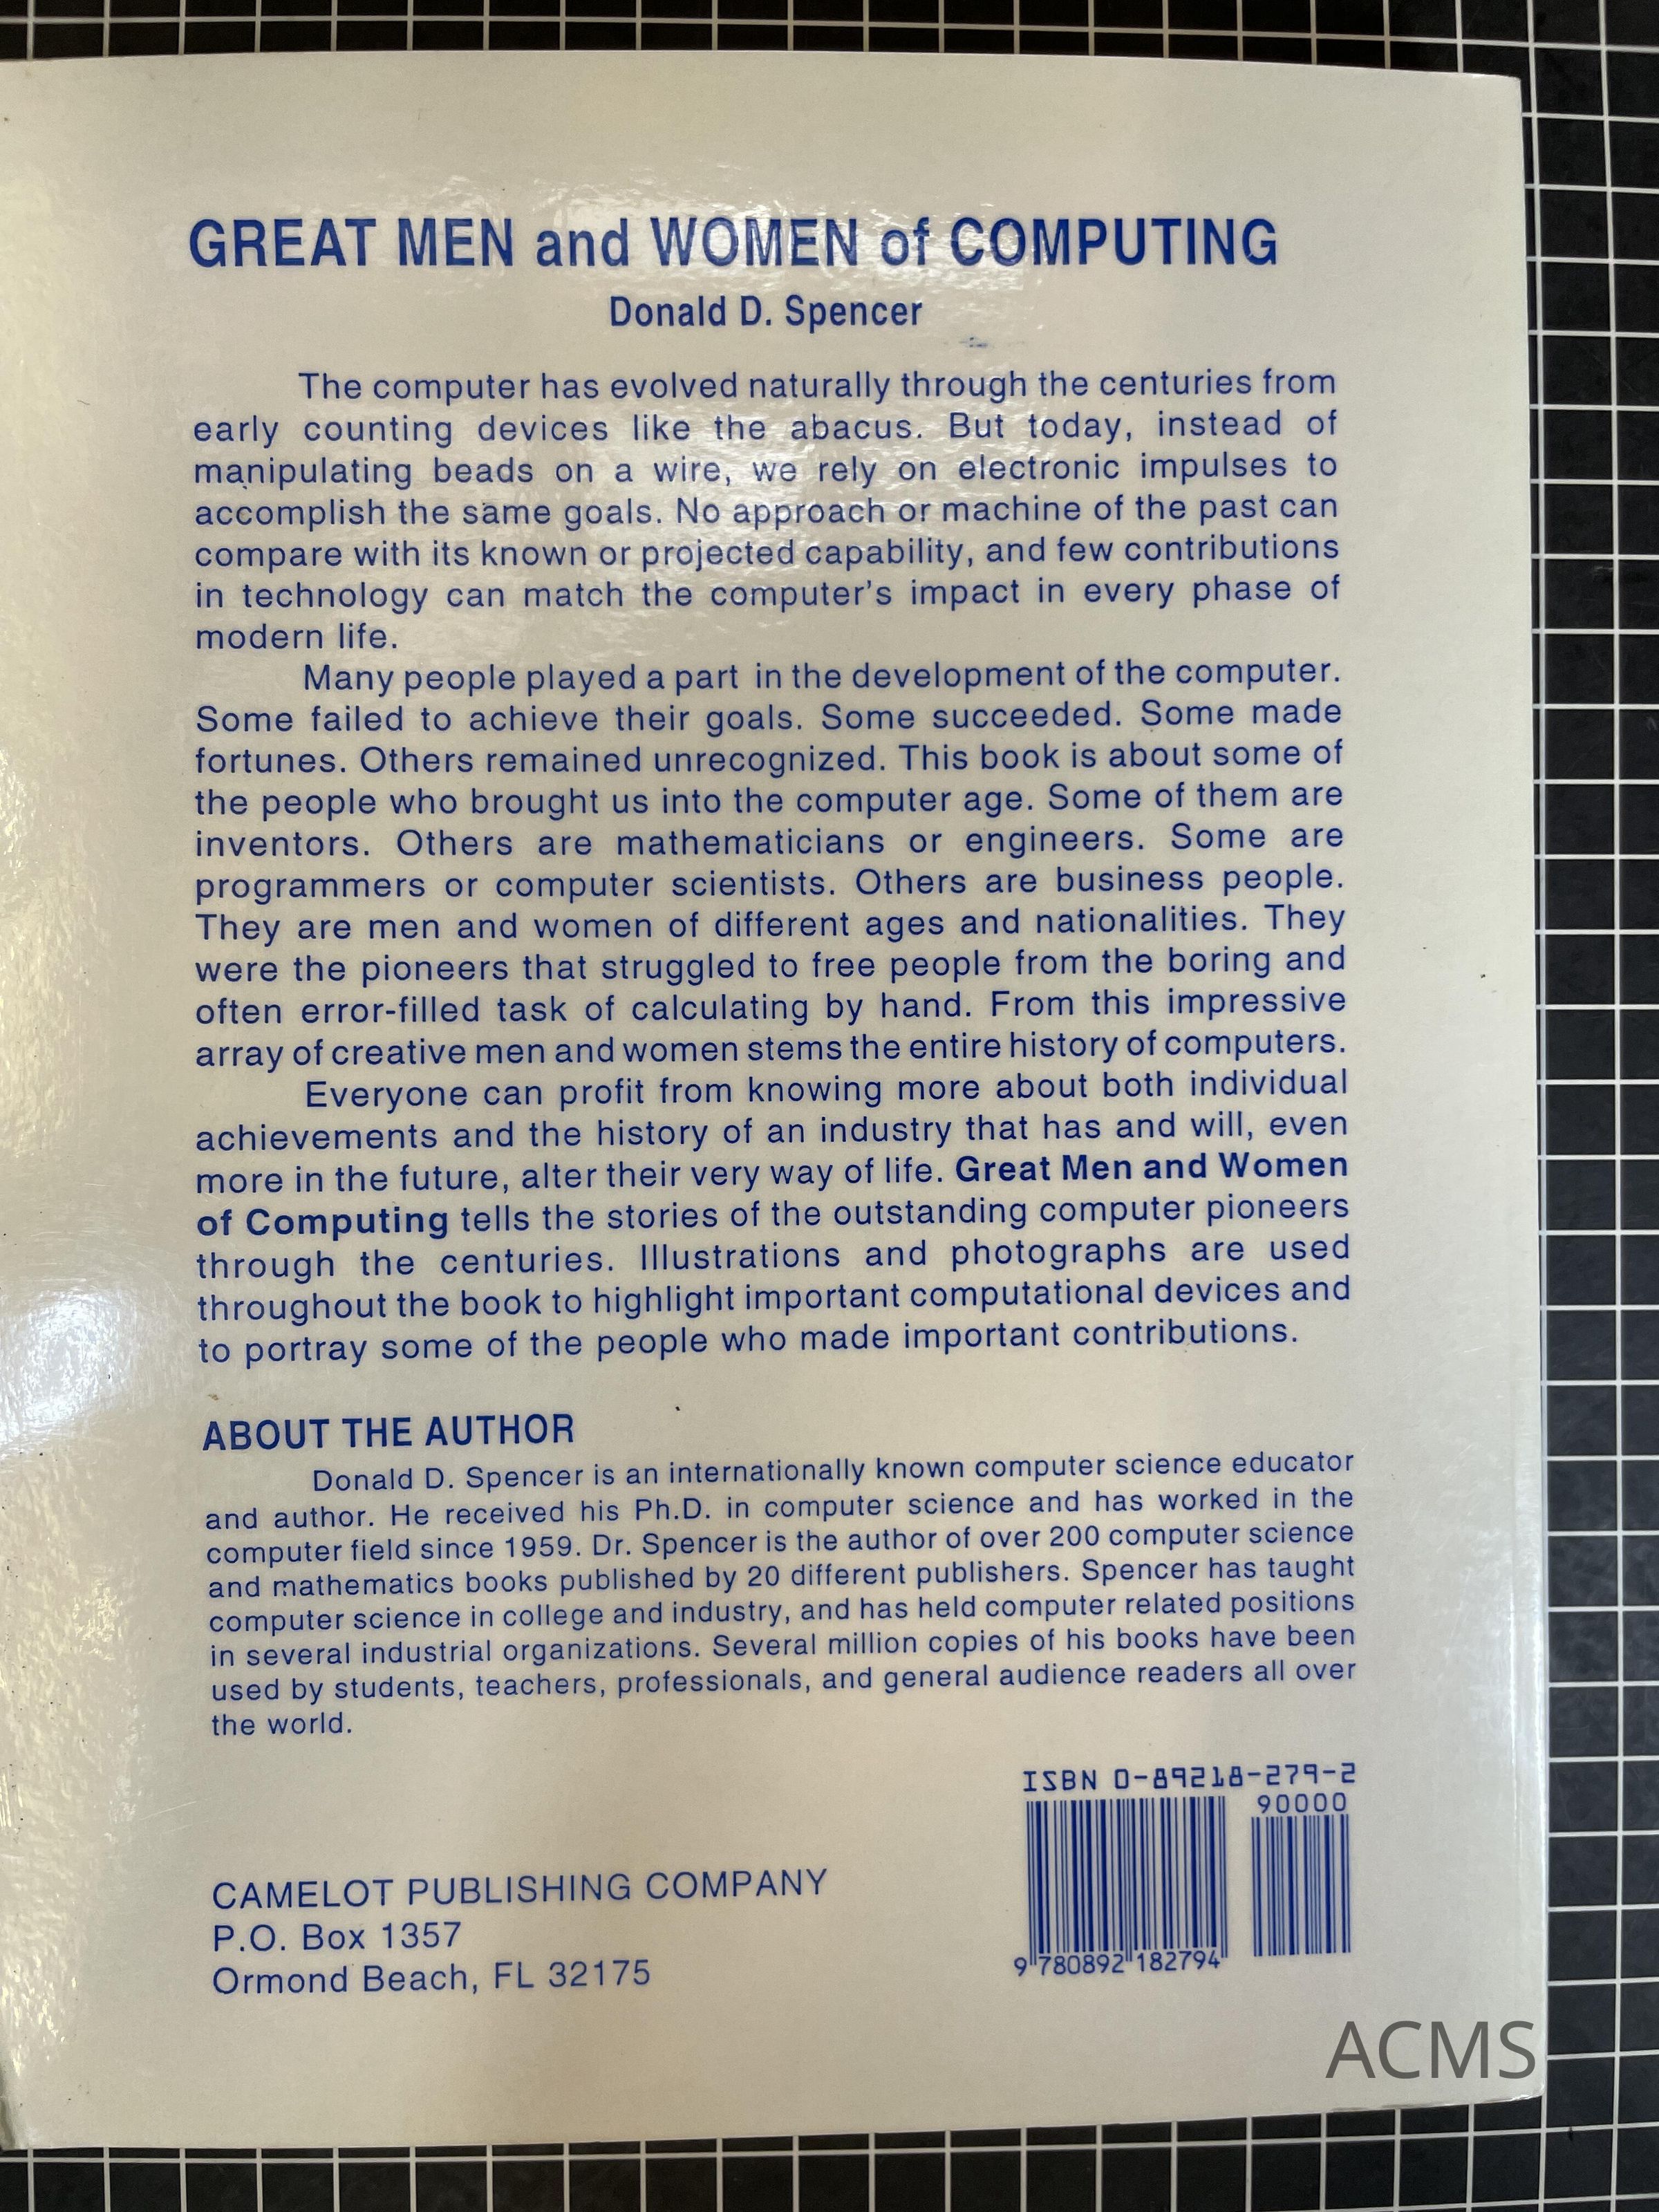 GREAT MEN and WOMEN of COMPUTING
Donald D. Spencer
The computer has evolved naturally through the centuries from
early counting devices like the abacus. But today, instead of
manipulating beads on a wire, we rely on electronic impulses to
accomplish the same goals. No approach or machine of the past can
compare with its known or projected capability, and few contributions
in technology can match the computer's impact in every phase of
modern life.
Many people played a part in the development of the computer.
Some failed to achieve their goals. Some succeeded. Some made
fortunes. Others remained unrecognized. This book is about some of
the people who brought us into the computer age. Some of them are
inventors. Others are mathematicians or engineers. Some are
programmers or computer scientists. Others are business people.
They are men and women of different ages and nationalities. They
were the pioneers that struggled to free people from the boring and
often error-filled task of calculating by hand. From this impressive
array of creative men and women stems the entire history of computers.
Everyone can profit from knowing more about both individual
achievements and the history of an industry that has and will, even
more in the future, alter their very way of life. Great Men and Women
of Computing tells the stories of the outstanding computer pioneers
through the centuries. Illustrations and photographs are used
throughout the book to highlight important computational devices and
to portray some of the people who made important contributions.
ABOUT THE AUTHOR
Donald D. Spencer is an internationally known computer science educator
and author. He received his Ph.D. in computer science and has worked in the
computer field since 1959. Dr. Spencer is the author of over 200 computer science
and mathematics books published by 20 different publishers. Spencer has taught
computer science in college and industry, and has held computer related positions
in several industrial organizations. Several million copies of his books have been
used by students, teachers, professionals, and general audience readers all over
the world.
ISBN 0-89218-279-2
90000
9 780892 182794
CAMELOT PUBLISHING COMPANY
P.O. Box 1357
Ormond Beach, FL 32175
ACMS